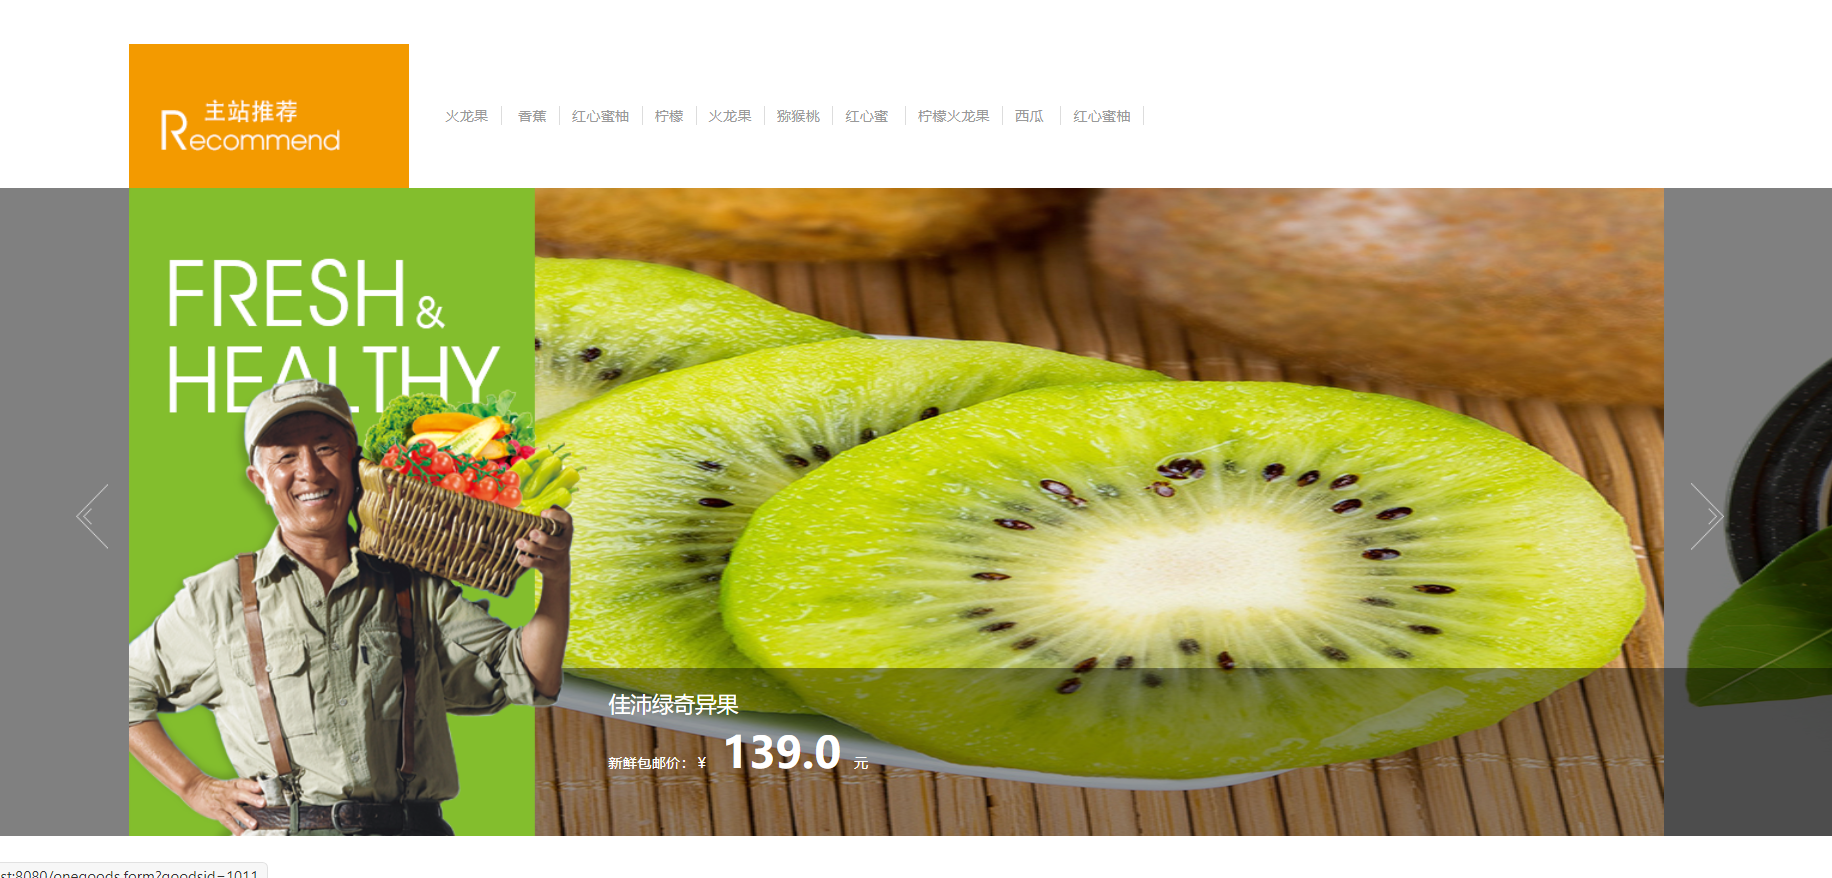 主站推荐
Recommend
火龙果 香蕉 红心蜜柚 柠檬 火龙果 猕猴桃 红心蜜 柠檬火龙果 西瓜 红心蜜柚
FRESH &
HEALTHY
佳沛绿奇异果
新鲜包邮价：¥ 139.0 元
st:8080/onegoods.form?goodsid=1011